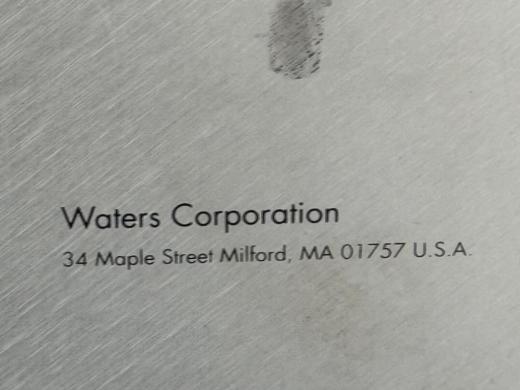 Waters Corporation
34 Maple Street Milford, MA 01757 U.S.A.